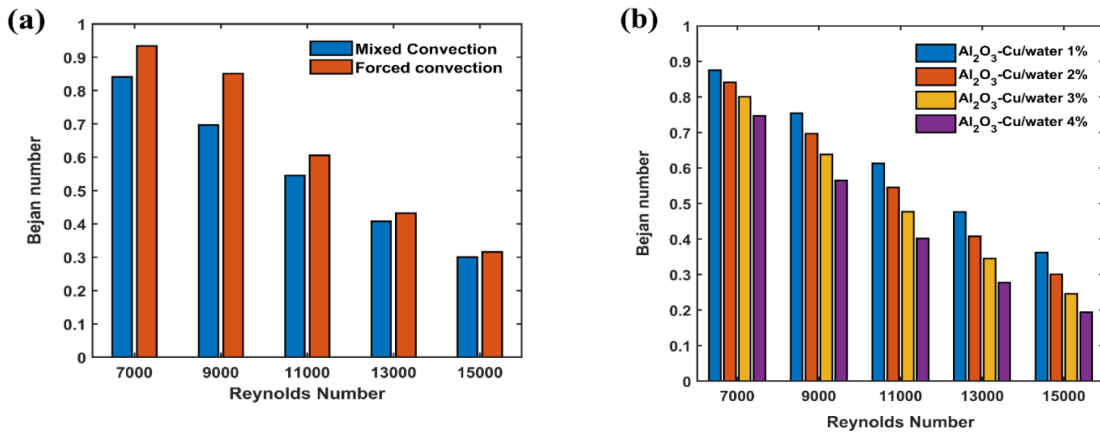 (a)
Bejan number
1
0.9
0.8
0.7
0.6
0.5
0.4
0.3
0.2
0.1
0
Mixed Convection
Forced convection
7000 9000 11000 13000 15000
Reynolds Number
(b)
Bejan number
1
0.9
0.8
0.7
0.6
0.5
0.4
0.3
0.2
0.1
0
Al₂O₃-Cu/water 1%
Al₂O₃-Cu/water 2%
Al₂O₃-Cu/water 3%
Al₂O₃-Cu/water 4%
7000 9000 11000 13000 15000
Reynolds Number